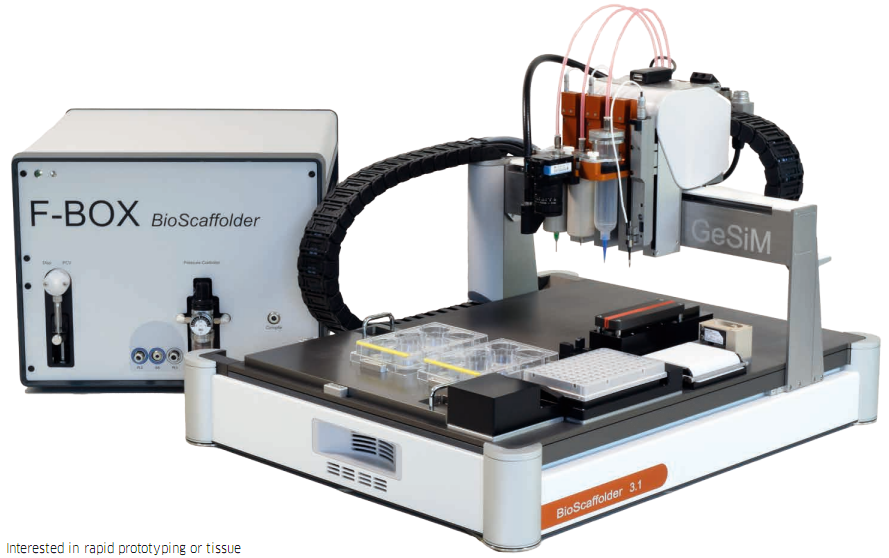 F-BOX BioScaffolder
Pressure Controller
GeSiM
BioScaffolder 3.1
Interested in rapid prototyping or tissue